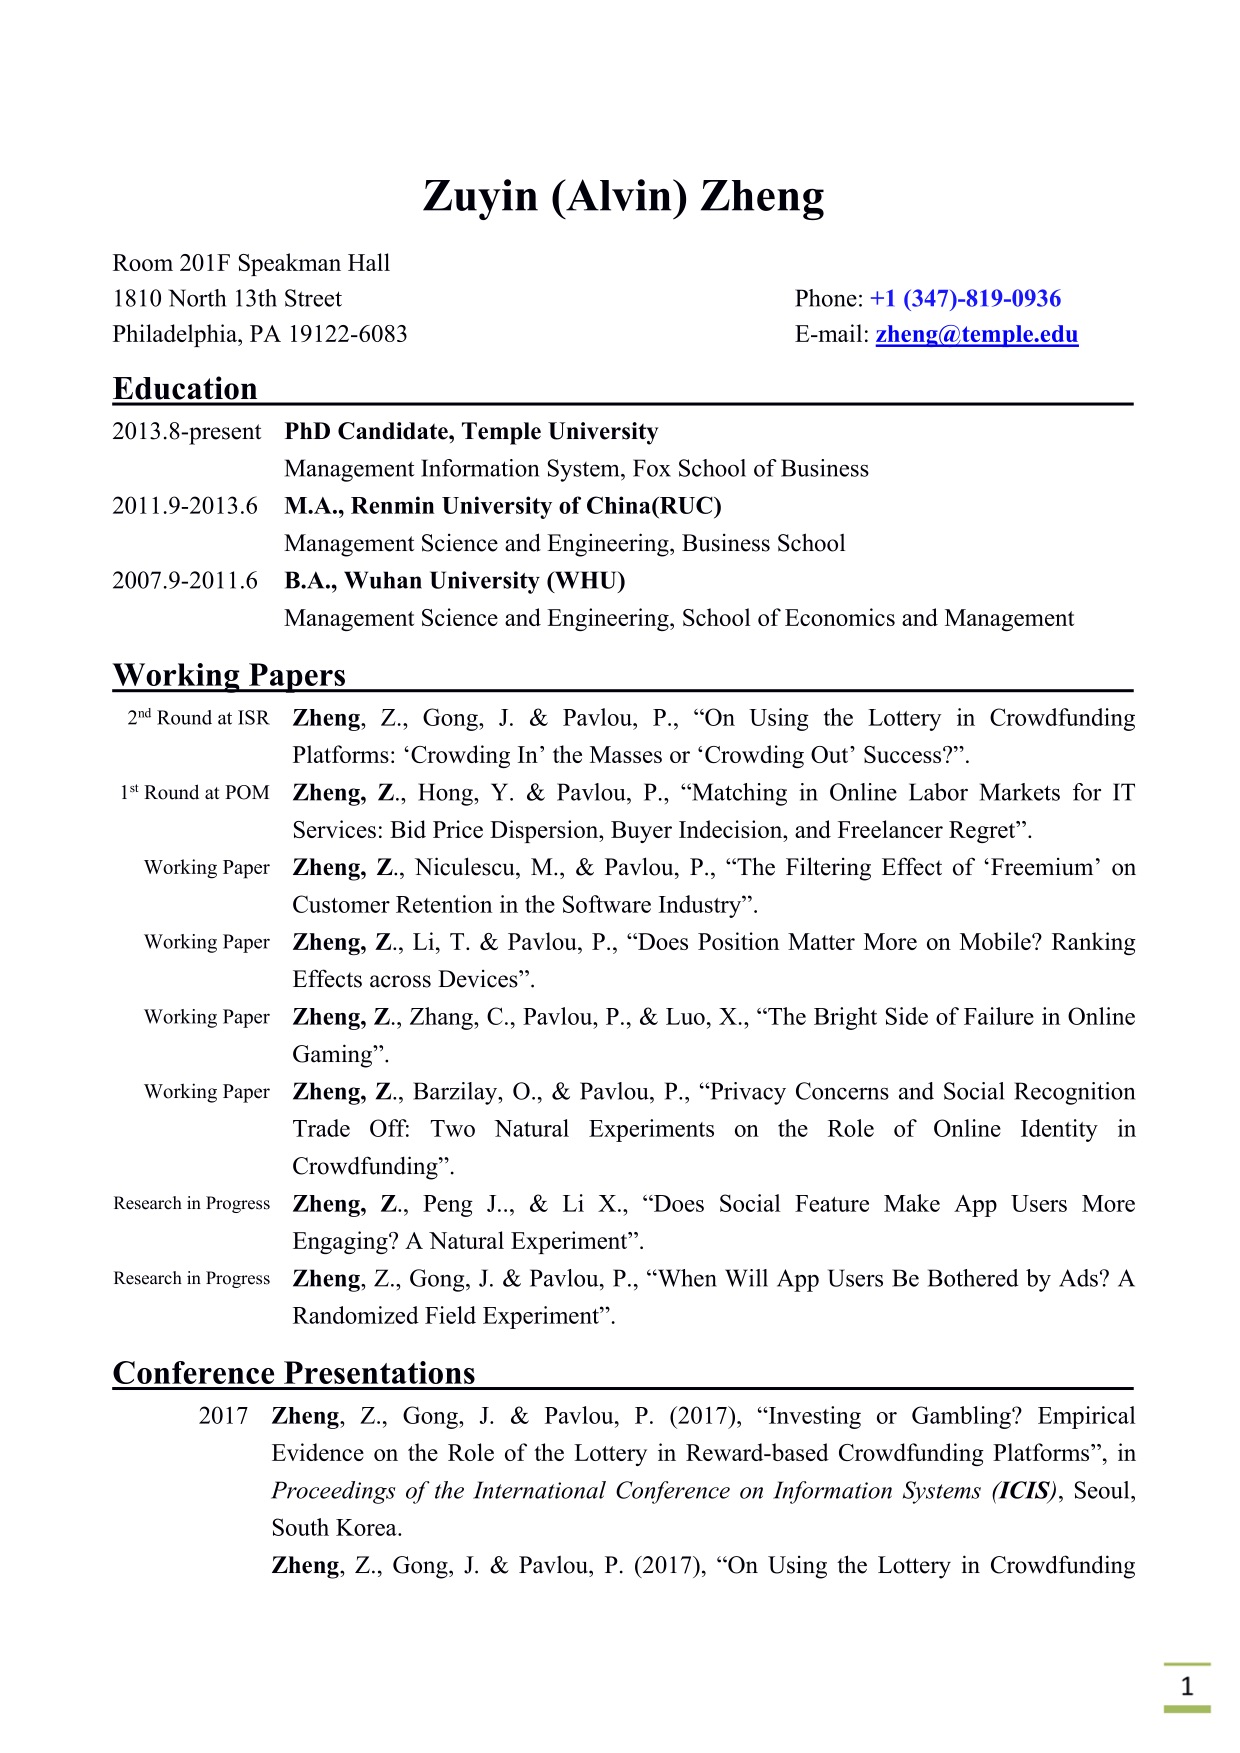 Zuyin (Alvin) Zheng
Room 201F Speakman Hall
1810 North 13th Street Phone: +1 (347)-819-0936
Philadelphia, PA 19122-6083 E-mail: zheng@temple.edu
Education
2013.8-present PhD Candidate, Temple University
Management Information System, Fox School of Business
2011.9-2013.6 M.A., Renmin University of China(RUC)
Management Science and Engineering, Business School
2007.9-2011.6 B.A., Wuhan University (WHU)
Management Science and Engineering, School of Economics and Management
Working Papers
2nd Round at ISR Zheng, Z., Gong, J. & Pavlou, P., “On Using the Lottery in Crowdfunding
Platforms: ‘Crowding In’ the Masses or ‘Crowding Out’ Success?”.
1st Round at POM Zheng, Z., Hong, Y. & Pavlou, P., “Matching in Online Labor Markets for IT
Services: Bid Price Dispersion, Buyer Indecision, and Freelancer Regret”.
Working Paper Zheng, Z., Niculescu, M., & Pavlou, P., “The Filtering Effect of ‘Freemium’ on
Customer Retention in the Software Industry”.
Working Paper Zheng, Z., Li, T. & Pavlou, P., “Does Position Matter More on Mobile? Ranking
Effects across Devices”.
Working Paper Zheng, Z., Zhang, C., Pavlou, P., & Luo, X., “The Bright Side of Failure in Online
Gaming”.
Working Paper Zheng, Z., Barzilay, O., & Pavlou, P., “Privacy Concerns and Social Recognition
Trade Off: Two Natural Experiments on the Role of Online Identity in
Crowdfunding”.
Research in Progress Zheng, Z., Peng J.., & Li X., “Does Social Feature Make App Users More
Engaging? A Natural Experiment”.
Research in Progress Zheng, Z., Gong, J. & Pavlou, P., “When Will App Users Be Bothered by Ads? A
Randomized Field Experiment”.
Conference Presentations
2017 Zheng, Z., Gong, J. & Pavlou, P. (2017), “Investing or Gambling? Empirical
Evidence on the Role of the Lottery in Reward-based Crowdfunding Platforms”, in
Proceedings of the International Conference on Information Systems (ICIS), Seoul,
South Korea.
Zheng, Z., Gong, J. & Pavlou, P. (2017), “On Using the Lottery in Crowdfunding
1